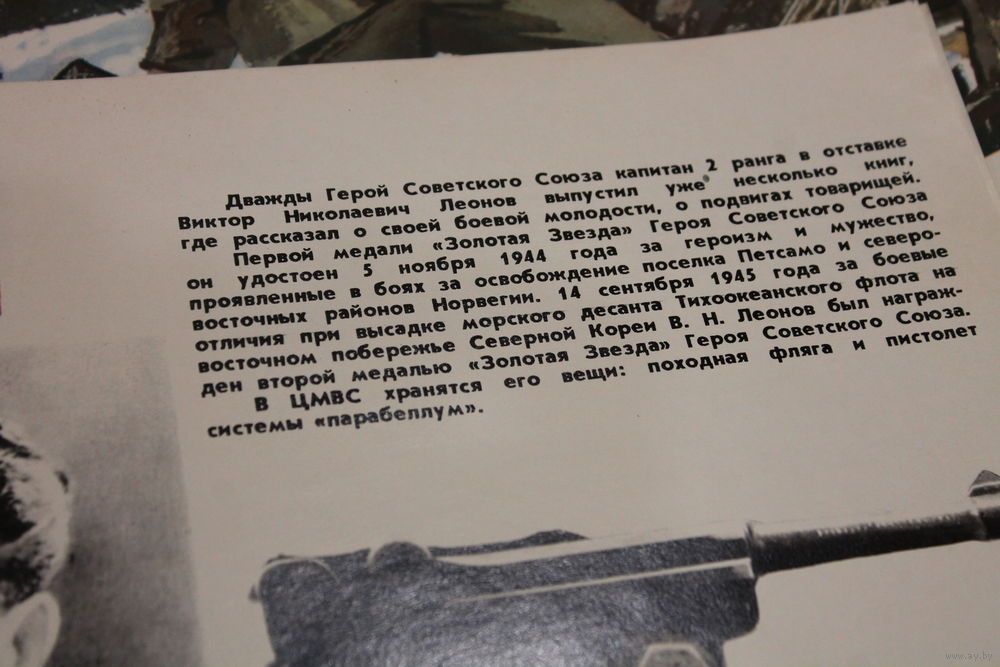 Дважды Герой Советского Союза капитан 2 ранга в отставке
Виктор Николаевич Леонов выпустил уже несколько книг,
где рассказал о своей боевой молодости, о подвигах товарищей.
Первой медали «Золотая Звезда» Героя Советского Союза
он удостоен 5 ноября 1944 года за героизм и мужество,
проявленные в боях за освобождение поселка Петсамо и северо-
восточных районов Норвегии. 14 сентября 1945 года за боевые
отличия при высадке морского десанта Тихоокеанского флота на
восточном побережье Северной Кореи В. Н. Леонов был награж-
ден второй медалью «Золотая Звезда» Героя Советского Союза.
В ЦМВС хранятся его вещи: походная фляга и пистолет
системы «парабеллум».
www.ay.by